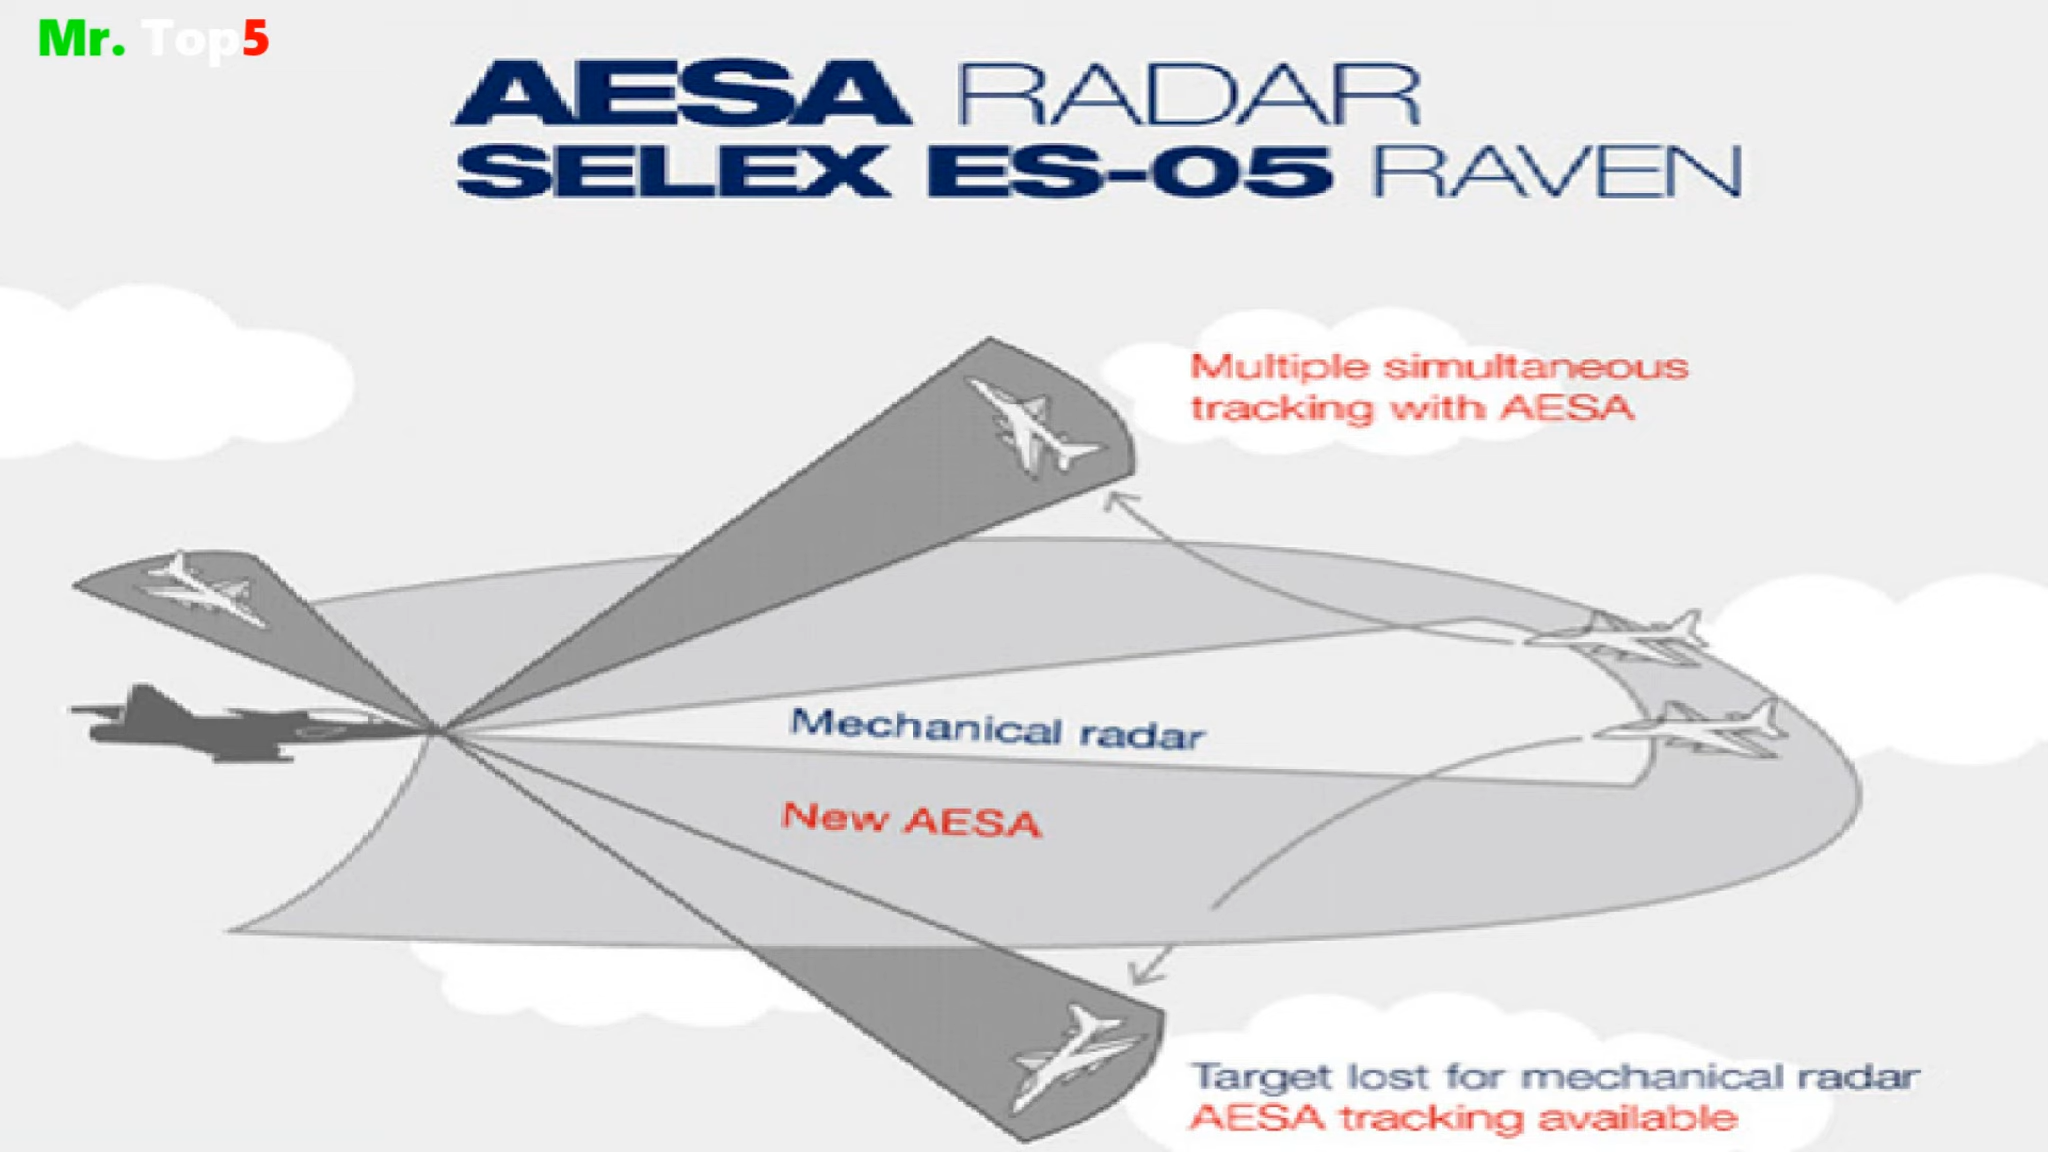 Mr. Top5
AESA RADAR
SELEX ES-05 RAVEN
Multiple simultaneous
tracking with AESA
Mechanical radar
New AESA
Target lost for mechanical radar
AESA tracking available